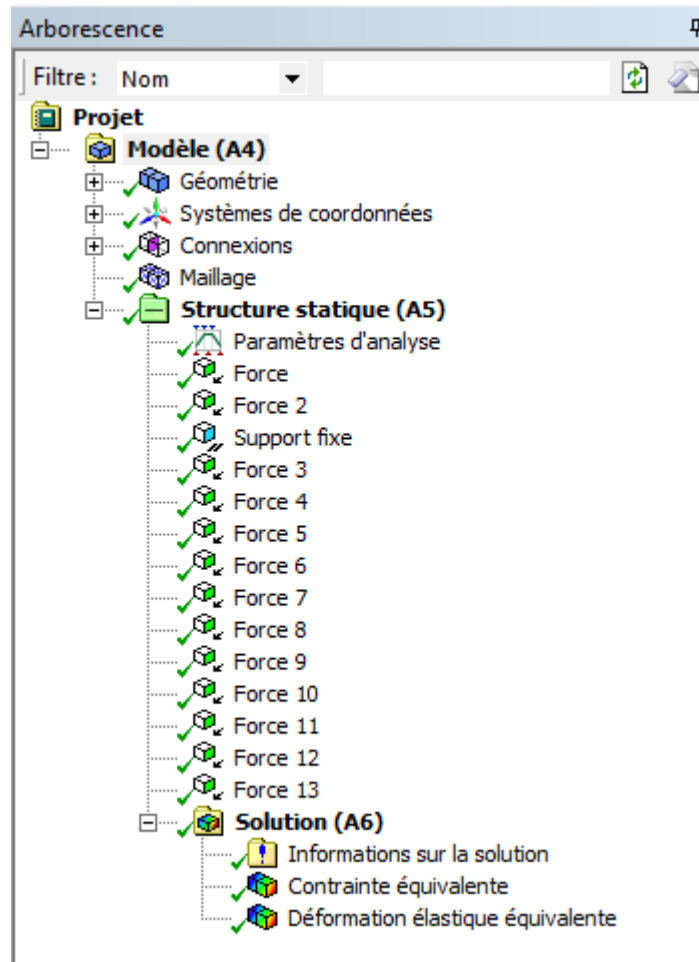 Arborescence
Filtre : Nom
Projet
Modèle (A4)
Géométrie
Systèmes de coordonnées
Connexions
Maillage
Structure statique (A5)
Paramètres d'analyse
Force
Force 2
Support fixe
Force 3
Force 4
Force 5
Force 6
Force 7
Force 8
Force 9
Force 10
Force 11
Force 12
Force 13
Solution (A6)
Informations sur la solution
Contrainte équivalente
Déformation élastique équivalente